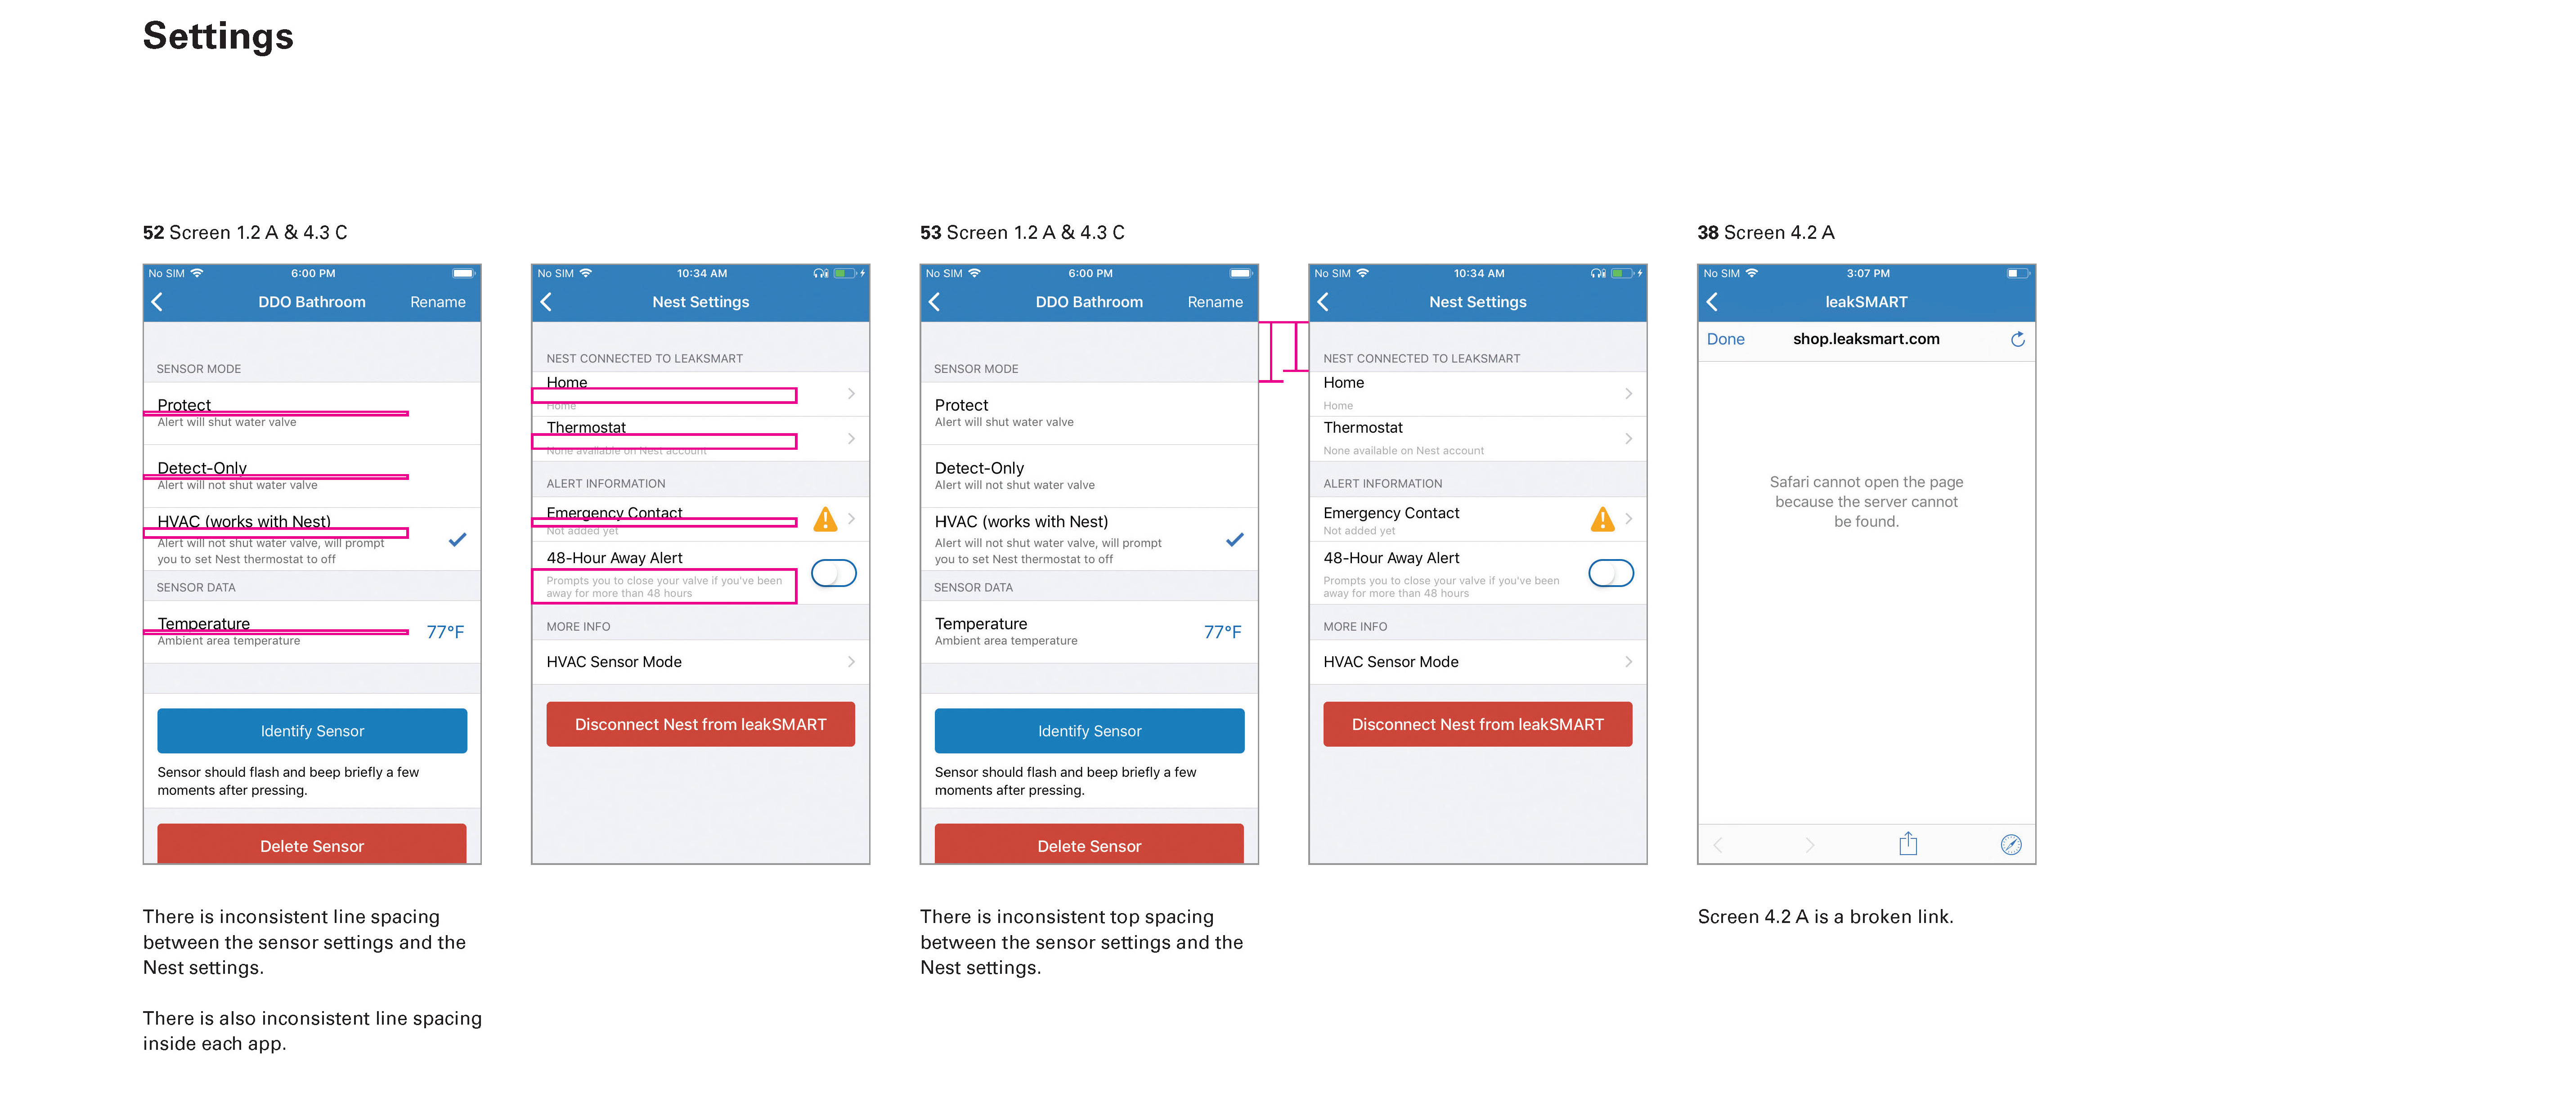 Settings
52 Screen 1.2 A & 4.3 C
No SIM 6:00 PM
DDO Bathroom Rename
SENSOR MODE
Protect
Alert will shut water valve
Detect-Only
Alert will not shut water valve
HVAC (works with Nest)
Alert will not shut water valve, will prompt
you to set Nest thermostat to off
SENSOR DATA
Temperature
77°F
Ambient area temperature
Identify Sensor
Sensor should flash and beep briefly a few
moments after pressing.
Delete Sensor
There is inconsistent line spacing
between the sensor settings and the
Nest settings.
There is also inconsistent line spacing
inside each app.
No SIM 10:34 AM
Nest Settings
NEST CONNECTED TO LEAKSMART
Home
Home
Thermostat
None available on Nest account
ALERT INFORMATION
Emergency Contact
Not added yet
48-Hour Away Alert
Prompts you to close your valve if you've been
away for more than 48 hours
MORE INFO
HVAC Sensor Mode
Disconnect Nest from leakSMART
53 Screen 1.2 A & 4.3 C
No SIM 6:00 PM
DDO Bathroom Rename
SENSOR MODE
Protect
Alert will shut water valve
Detect-Only
Alert will not shut water valve
HVAC (works with Nest)
Alert will not shut water valve, will prompt
you to set Nest thermostat to off
SENSOR DATA
Temperature
77°F
Ambient area temperature
Identify Sensor
Sensor should flash and beep briefly a few
moments after pressing.
Delete Sensor
There is inconsistent top spacing
between the sensor settings and the
Nest settings.
No SIM 10:34 AM
Nest Settings
NEST CONNECTED TO LEAKSMART
Home
Home
Thermostat
None available on Nest account
ALERT INFORMATION
Emergency Contact
Not added yet
48-Hour Away Alert
Prompts you to close your valve if you've been
away for more than 48 hours
MORE INFO
HVAC Sensor Mode
Disconnect Nest from leakSMART
38 Screen 4.2 A
No SIM 3:07 PM
leakSMART
Done shop.leaksmart.com
Safari cannot open the page
because the server cannot
be found.
Screen 4.2 A is a broken link.